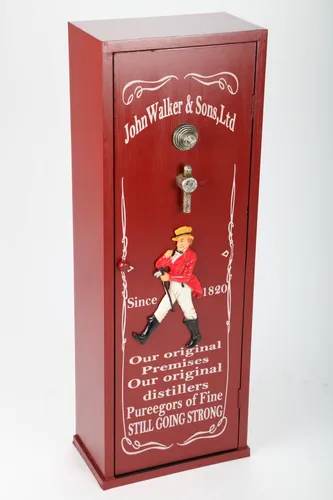 John Walker & Sons,Ltd
Since 1820
Our original
Premises
Our original
distillers
Pureegors of Fine
STILL GOING STRONG